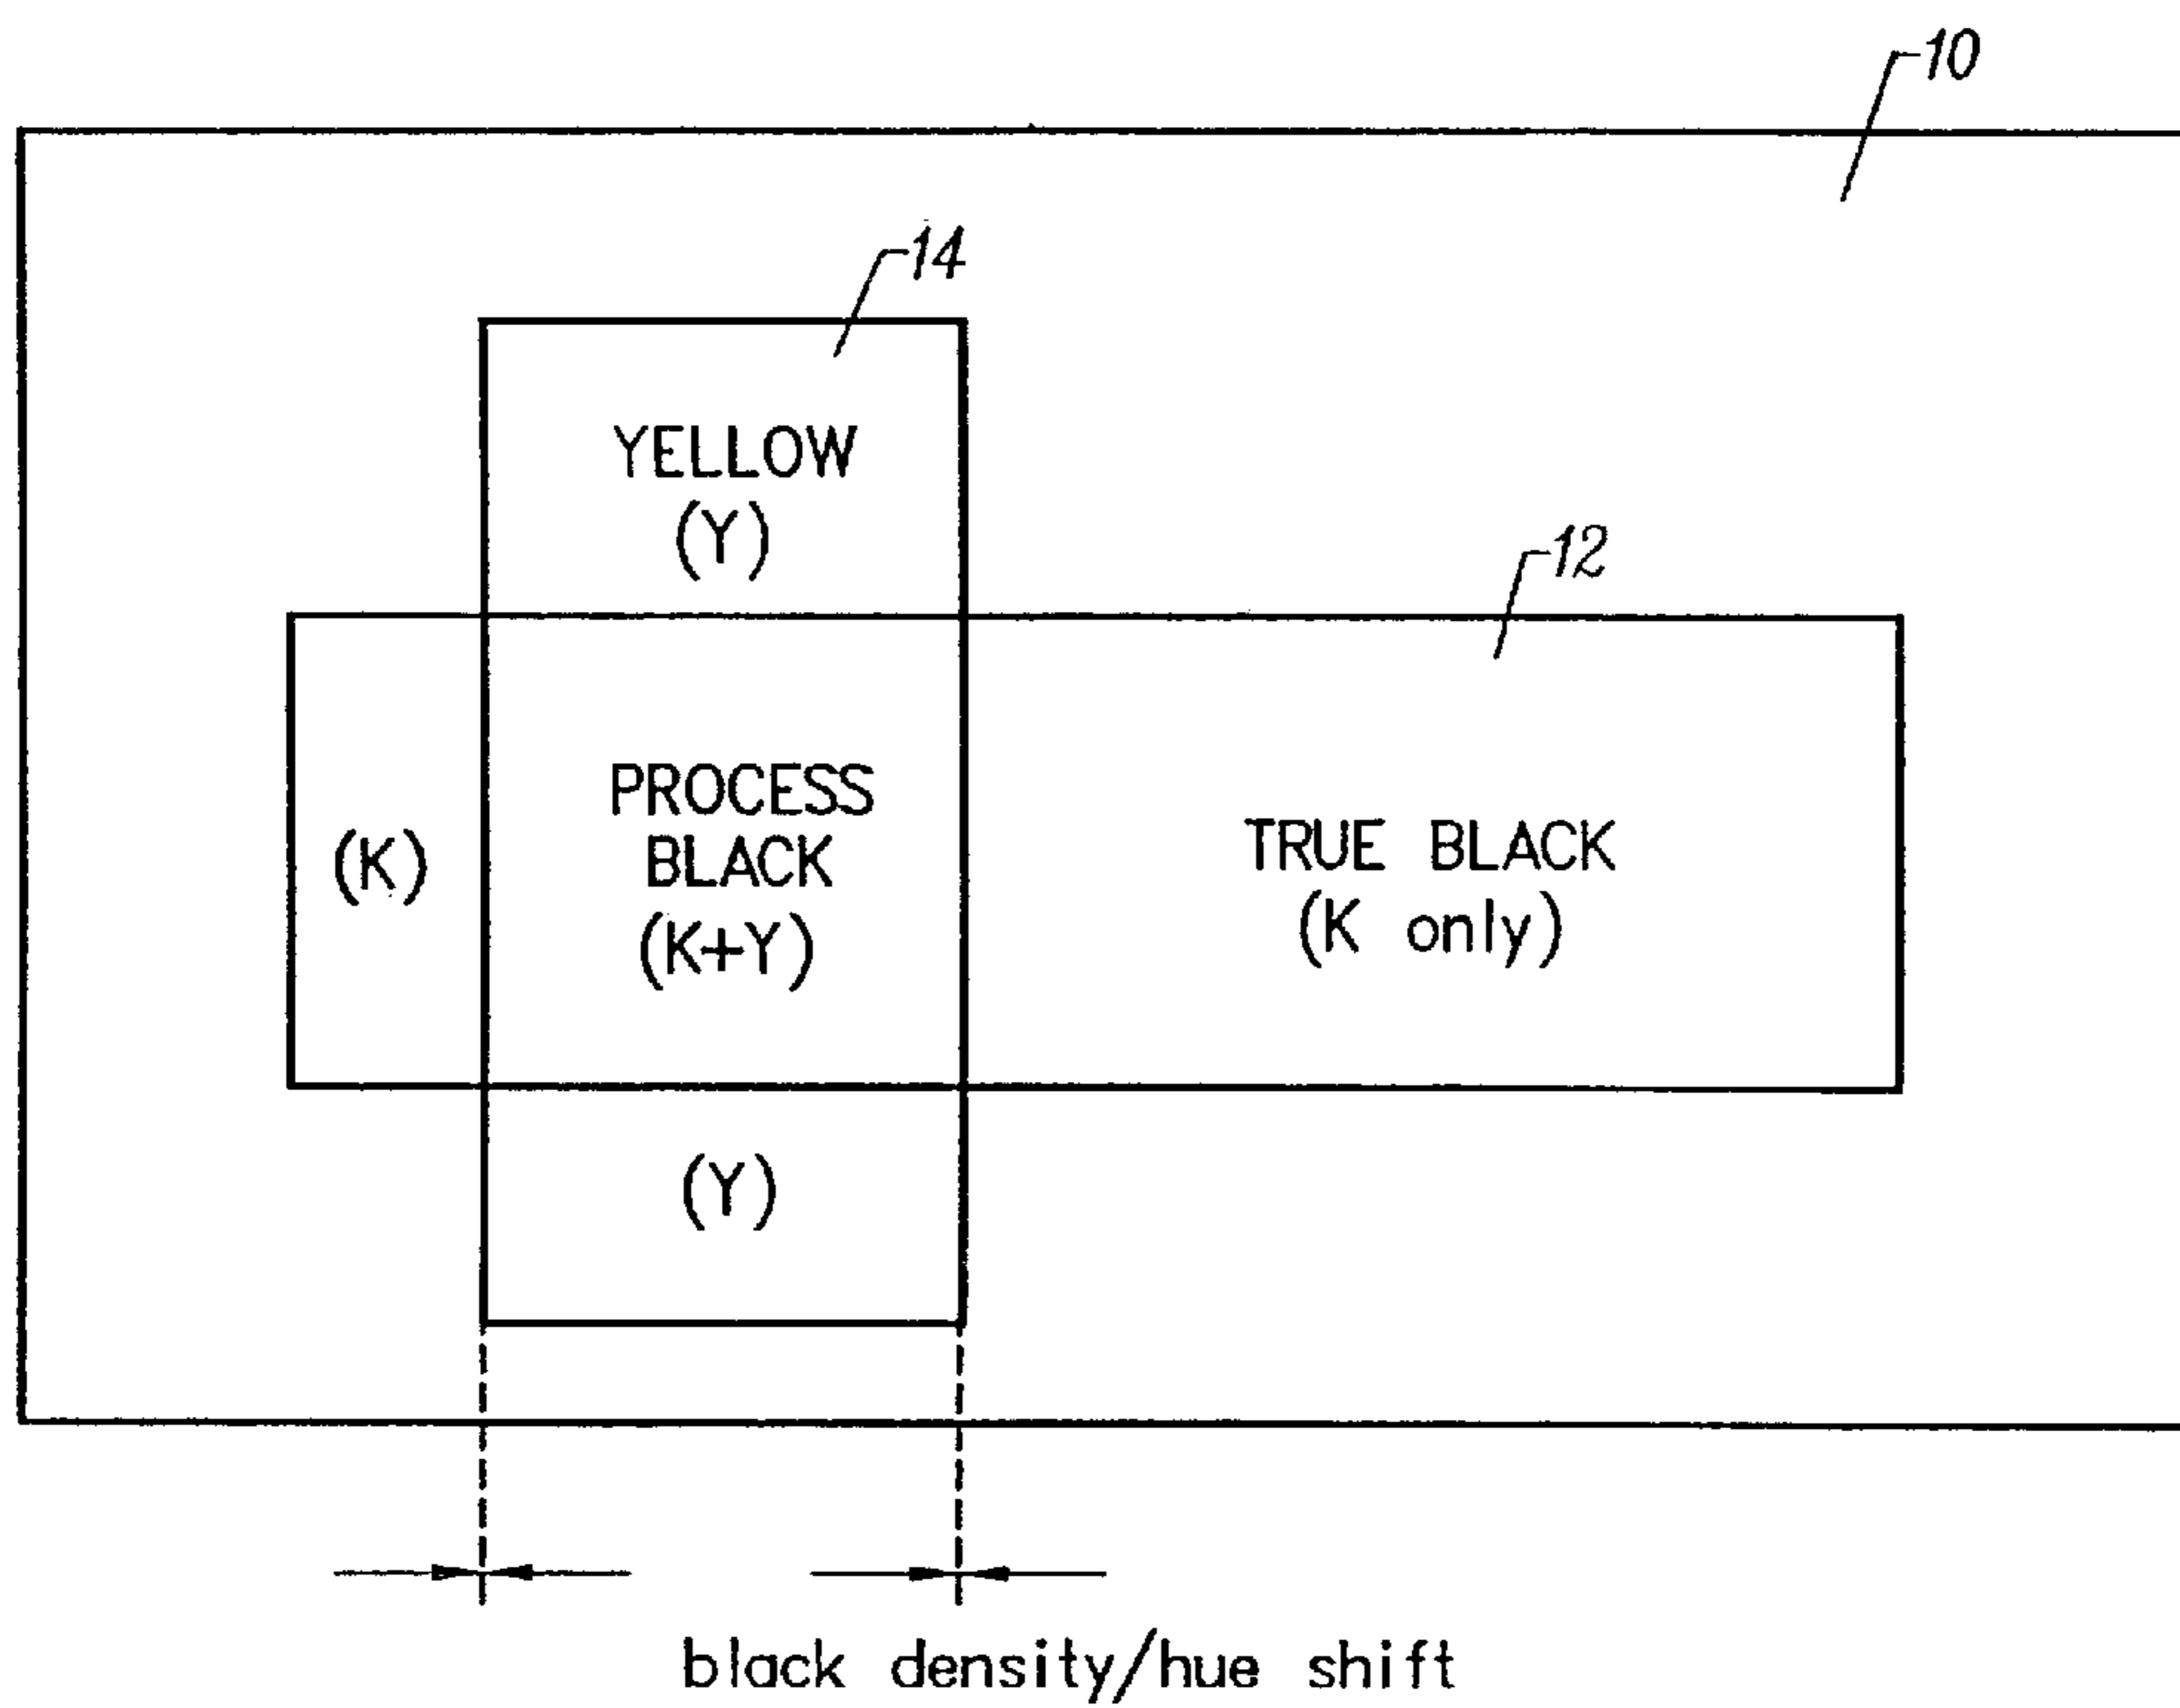 10
14
YELLOW
(Y)
12
PROCESS
BLACK
(K+Y)
(K)
TRUE BLACK
(K only)
(Y)
black density/hue shift